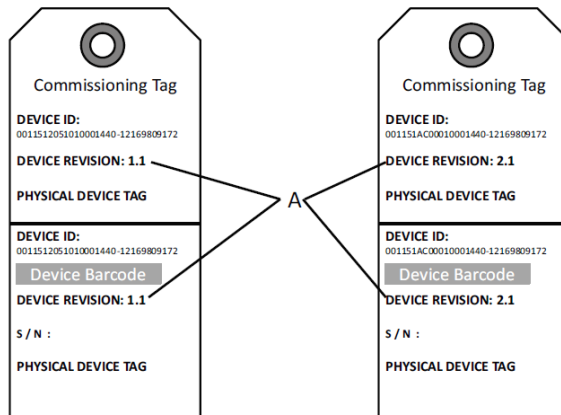 Commissioning Tag
DEVICE ID:
0011512051010001440-12169809172
DEVICE REVISION: 1.1
PHYSICAL DEVICE TAG
DEVICE ID:
0011512051010001440-12169809172
Device Barcode
DEVICE REVISION: 1.1
S / N :
PHYSICAL DEVICE TAG
A
Commissioning Tag
DEVICE ID:
001151AC00010001440-12169809172
DEVICE REVISION: 2.1
PHYSICAL DEVICE TAG
DEVICE ID:
001151AC00010001440-12169809172
Device Barcode
DEVICE REVISION: 2.1
S / N :
PHYSICAL DEVICE TAG